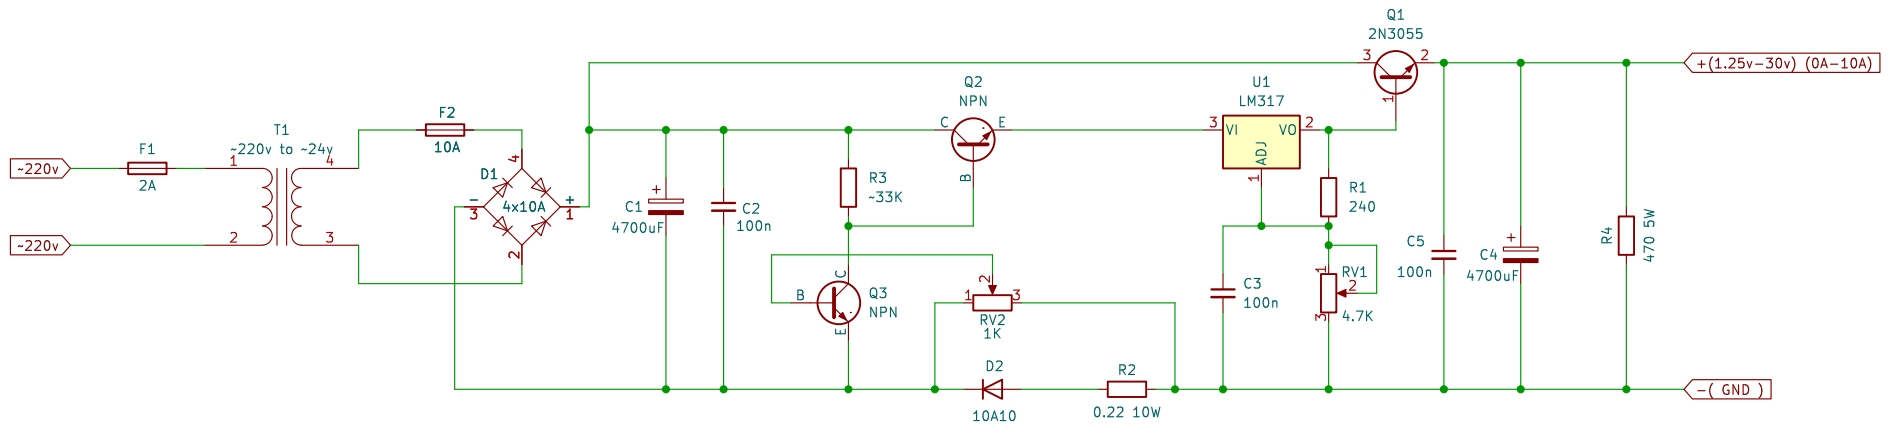 ~220v
~220v
F1
2A
T1
~220v to ~24v
1
2
4
3
F2
10A
D1
4x10A
4
2
−
3
+
1
+
C1
4700uF
C2
100n
R3
~33K
Q2
NPN
C
E
B
Q3
NPN
C
B
E
RV2
1K
1
2
3
D2
10A10
R2
0.22 10W
U1
LM317
3
VI
VO
2
ADJ
1
R1
240
C3
100n
RV1
4.7K
1
2
3
Q1
2N3055
3
2
1
C5
100n
+
C4
4700uF
R4
470 5W
+(1.25v−30v) (0A−10A)
−( GND )